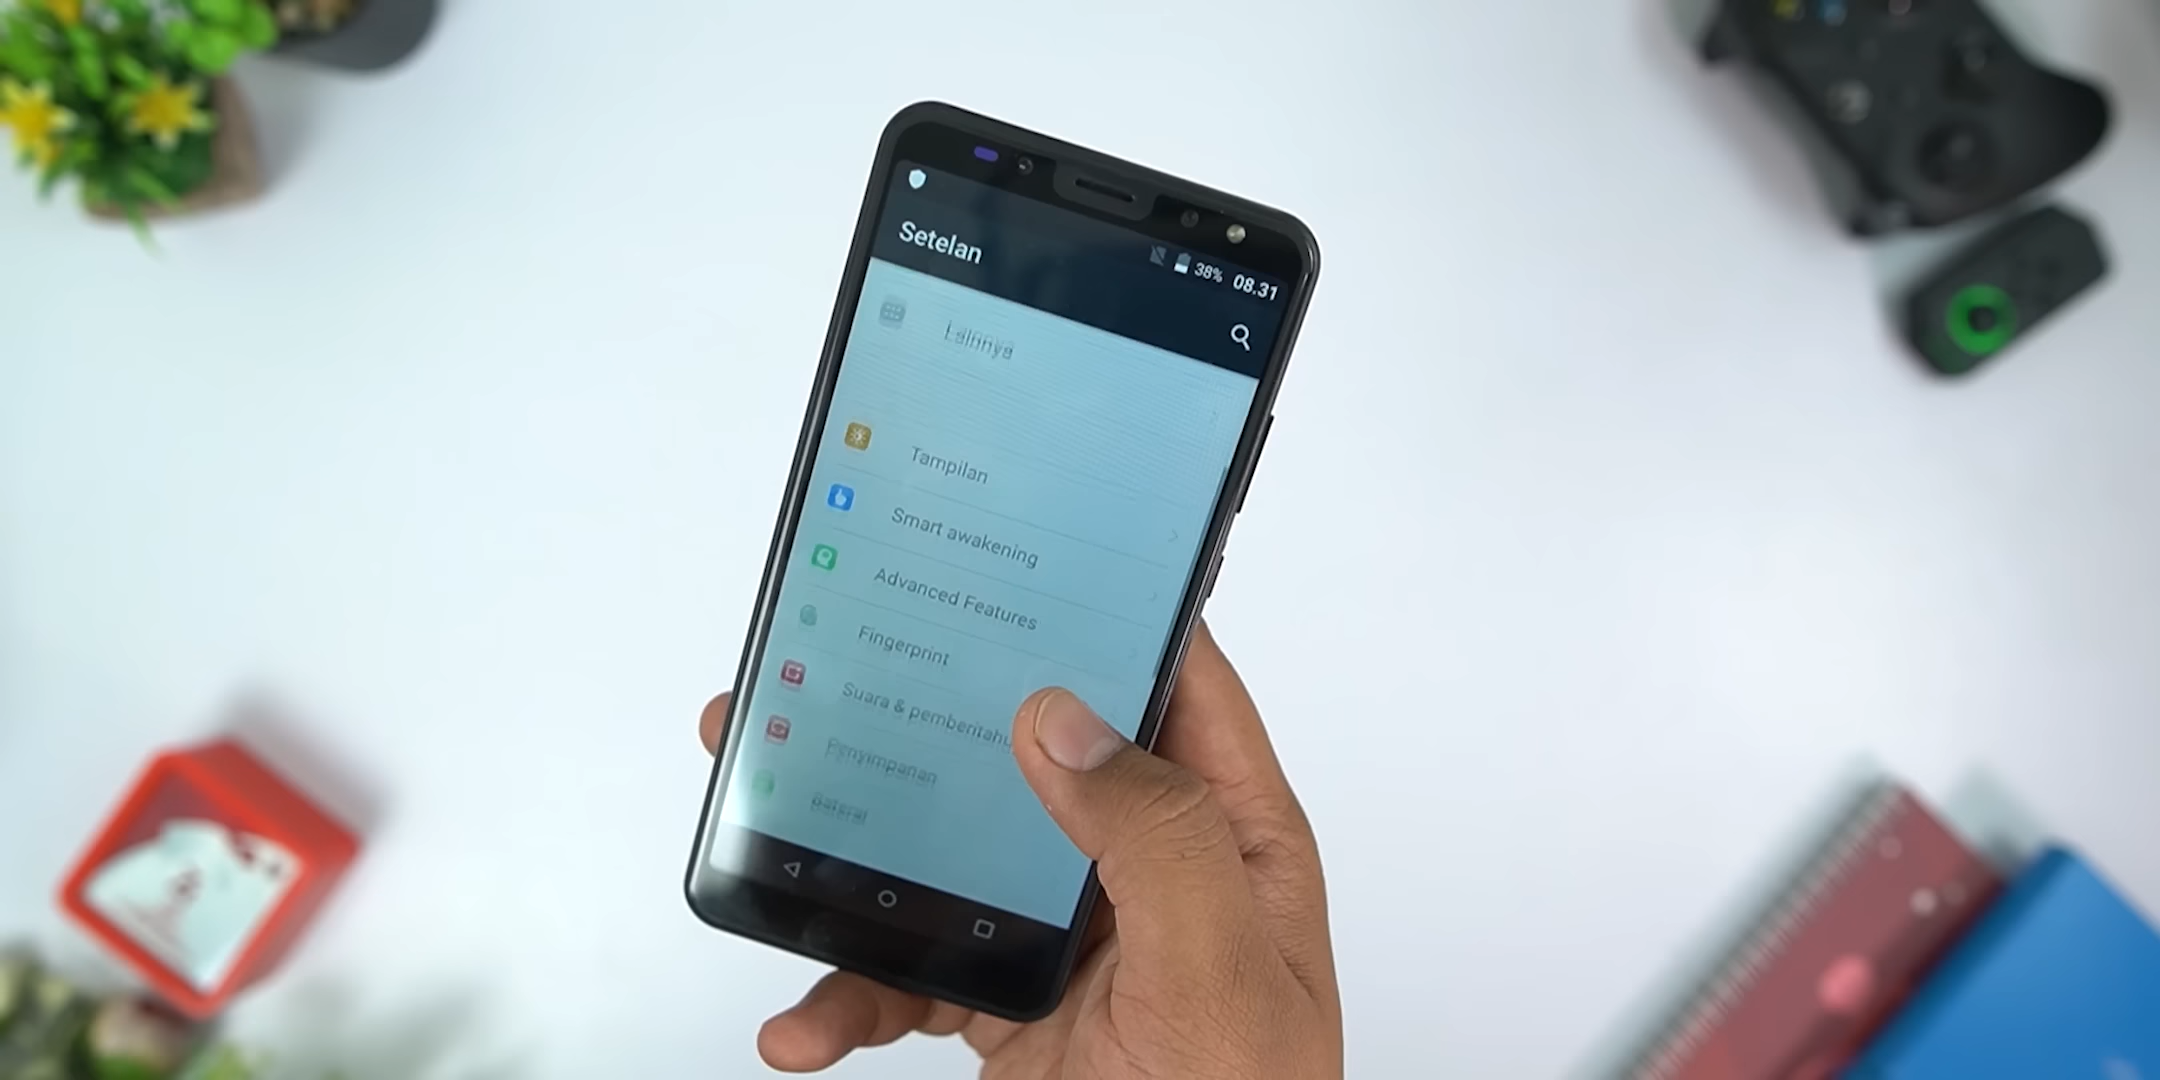 Setelan
38% 08.31
Lainnya
Tampilan
Smart awakening
Advanced Features
Fingerprint
Suara & pemberitahu
Penyimpanan
Baterai